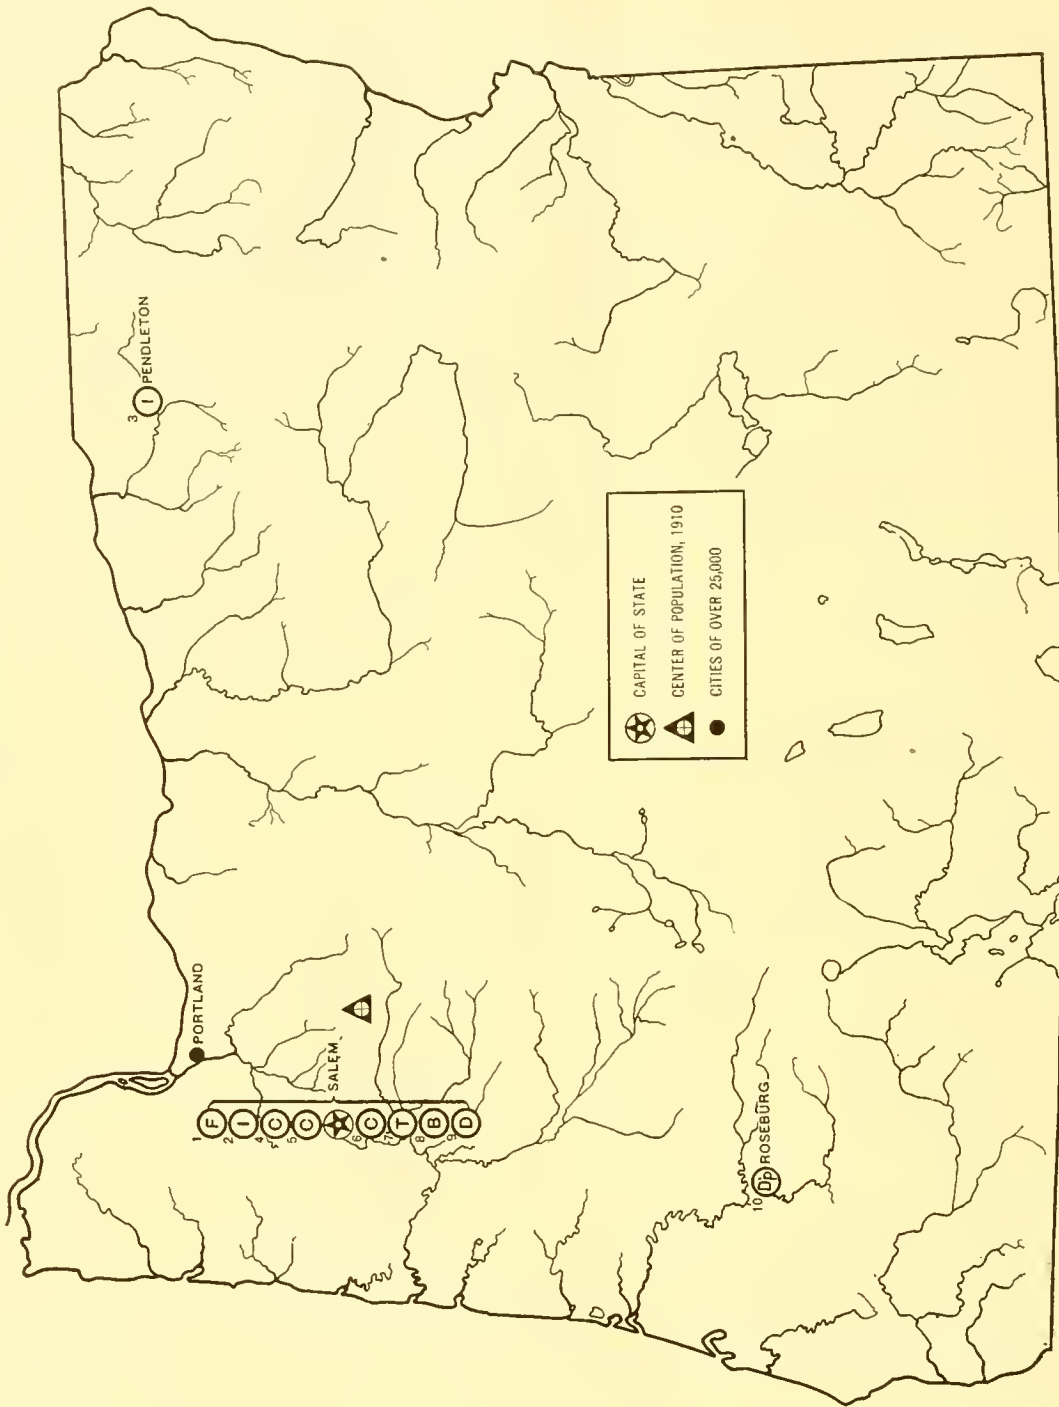 PORTLAND
3 I PENDLETON
1 F
2 I
4 C
5 C
SALEM
6 C
7 T
8 B
9 D
10 Dp ROSEBURG
CAPITAL OF STATE
CENTER OF POPULATION, 1910
CITIES OF OVER 25,000